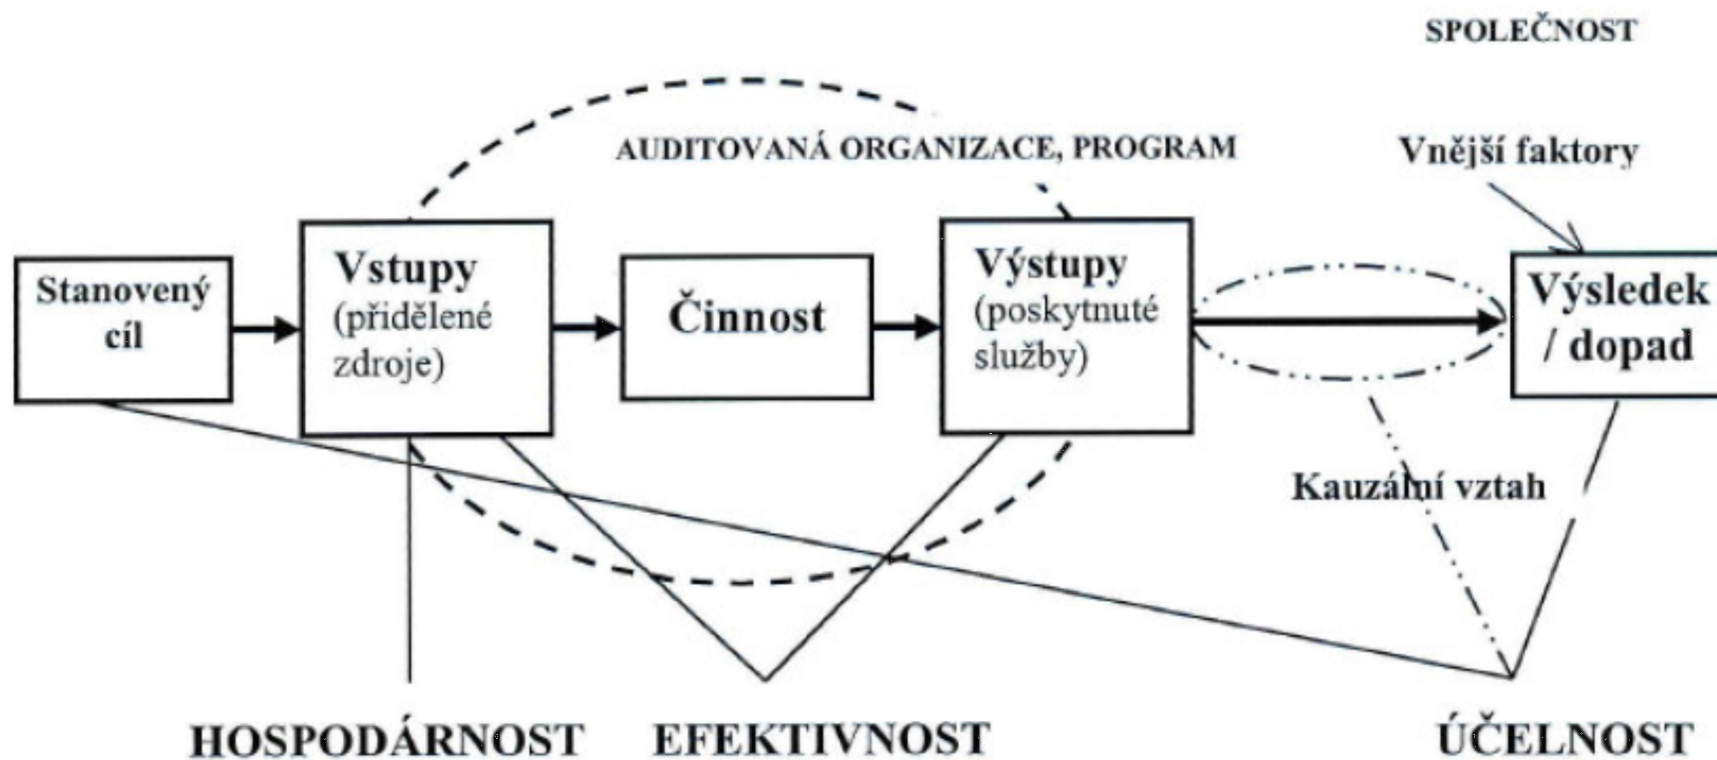 SPOLEČNOST
AUDITOVANÁ ORGANIZACE, PROGRAM
Vnější faktory
Stanovený
cíl
Vstupy
(přidělené
zdroje)
Činnost
Výstupy
(poskytnuté
služby)
Výsledek
/ dopad
Kauzální vztah
HOSPODÁRNOST
EFEKTIVNOST
ÚČELNOST